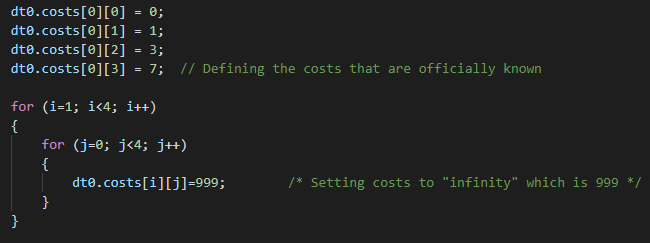 dt0.costs[0][0] = 0;
dt0.costs[0][1] = 1;
dt0.costs[0][2] = 3;
dt0.costs[0][3] = 7;  // Defining the costs that are officially known
for (i=1; i<4; i++)
{
    for (j=0; j<4; j++)
    {
        dt0.costs[i][j]=999;        /* Setting costs to "infinity" which is 999 */
    }
}